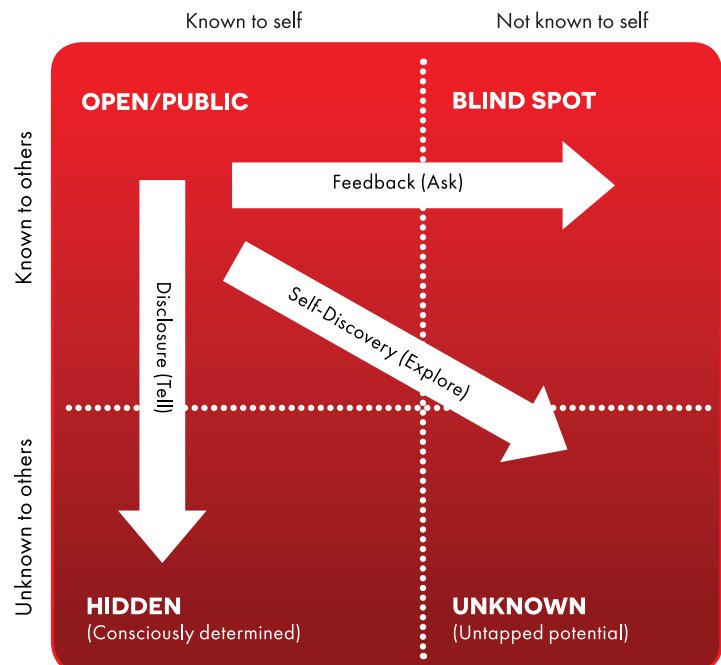 Known to self
Not known to self
Known to others
OPEN/PUBLIC
BLIND SPOT
Feedback (Ask)
Disclosure (Tell)
Self-Discovery (Explore)
Unknown to others
HIDDEN
(Consciously determined)
UNKNOWN
(Untapped potential)